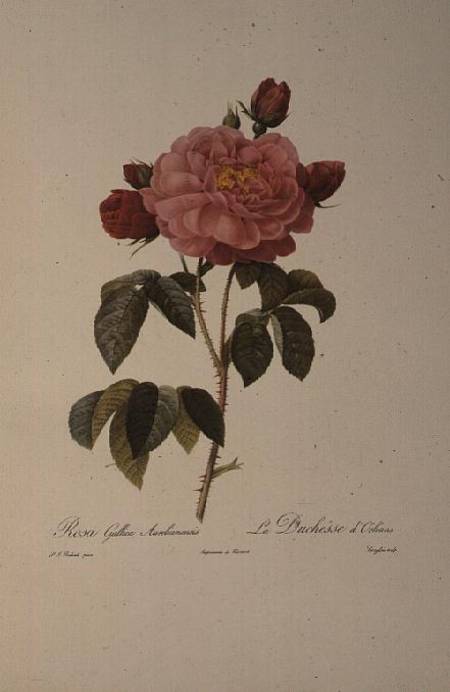 Rosa Gallica Aurelianensis La Duchesse d'Orléans
P. J. Redouté pinx. Imprimerie de Rémond Langlois sculp.